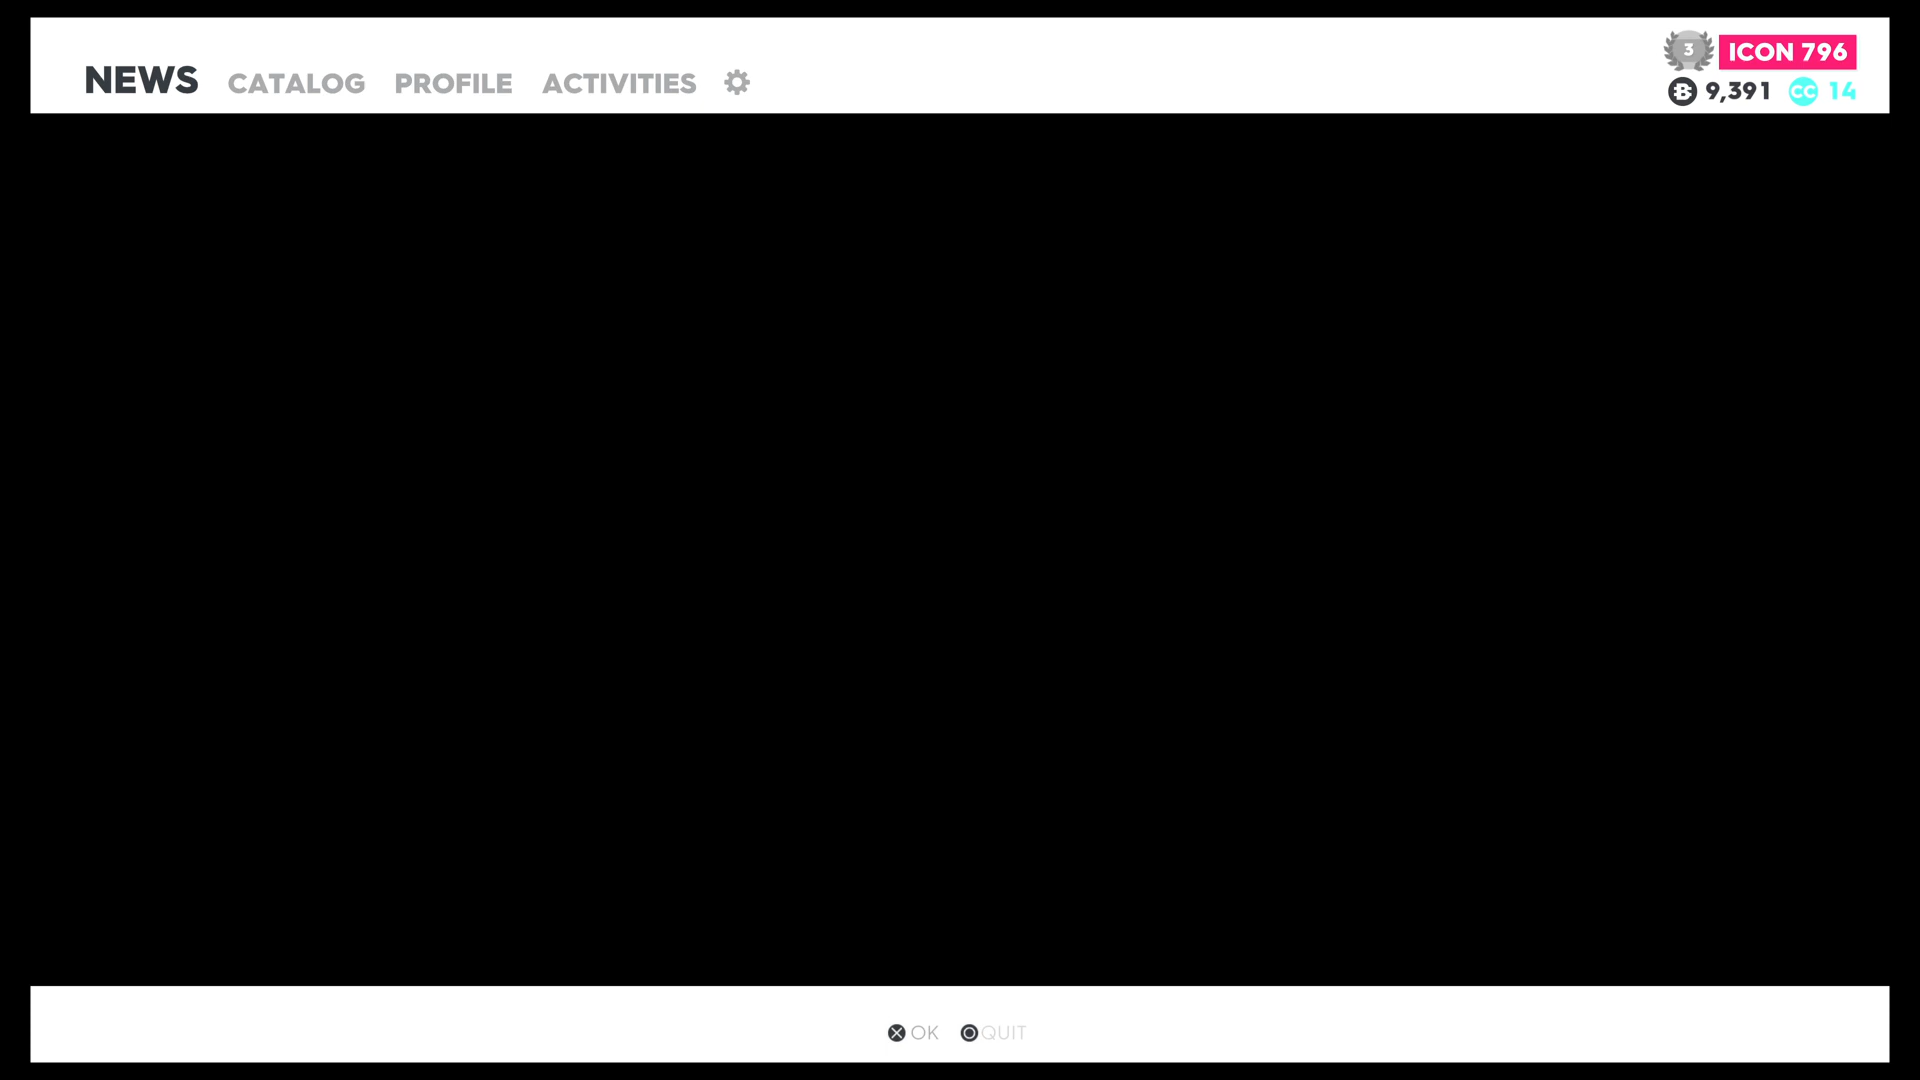 NEWS CATALOG PROFILE ACTIVITIES
3 ICON 796
B 9,391 CC 14
OK QUIT